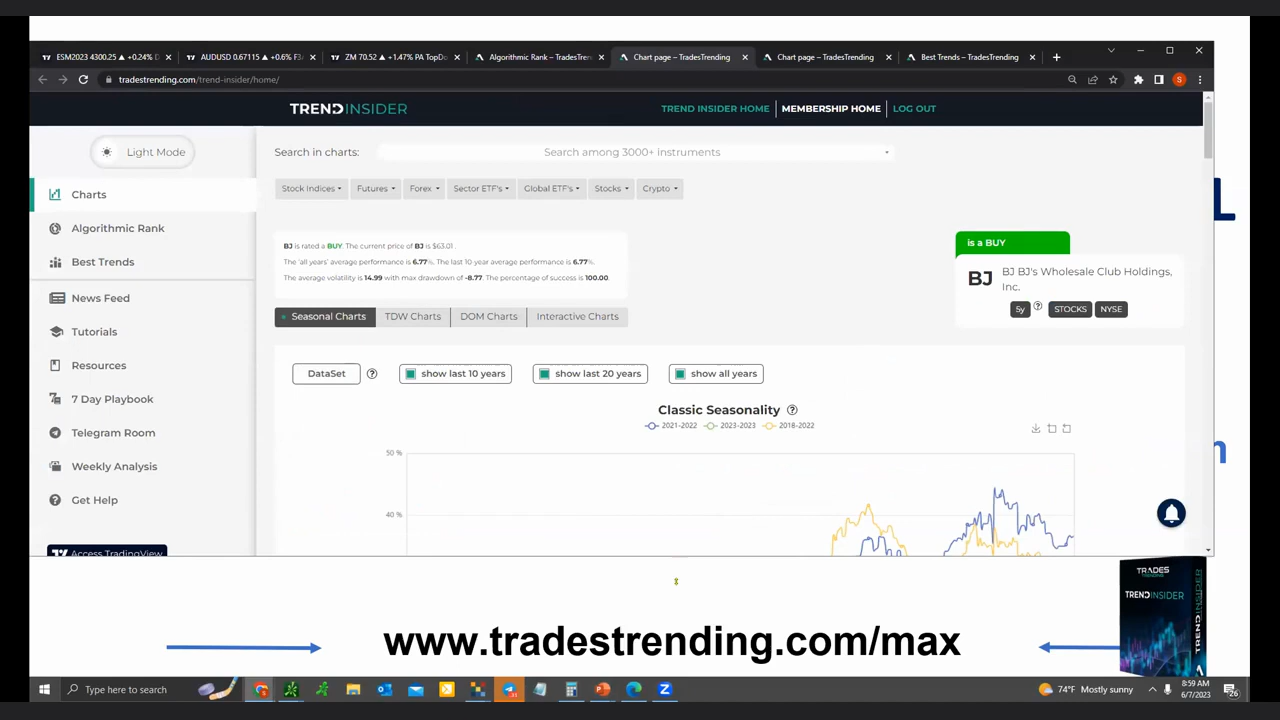 ESM2023 4300.25 ▲ +0.24% D
AUDUSD 0.67115 ▲ +0.6% F3
ZM 70.52 ▲ +1.47% PA TopDo
Algorithmic Rank – TradesTren
Chart page – TradesTrending
Chart page – TradesTrending
Best Trends – TradesTrending
tradestrending.com/trend-insider/home/
S
TRENDINSIDER
TREND INSIDER HOME
MEMBERSHIP HOME
LOG OUT
Light Mode
Search in charts:
Search among 3000+ instruments
Charts
Stock Indices
Futures
Forex
Sector ETF's
Global ETF's
Stocks
Crypto
Algorithmic Rank
Best Trends
News Feed
Tutorials
Resources
7 Day Playbook
Telegram Room
Weekly Analysis
Get Help
Access TradingView
BJ is rated a BUY. The current price of BJ is $63.01 .
The 'all years' average performance is 6.77%. The last 10 year average performance is 6.77%.
The average volatility is 14.99 with max drawdown of -8.77. The percentage of success is 100.00.
is a BUY
BJ
BJ BJ's Wholesale Club Holdings,
Inc.
5y
?
STOCKS
NYSE
Seasonal Charts
TDW Charts
DOM Charts
Interactive Charts
DataSet
?
show last 10 years
show last 20 years
show all years
Classic Seasonality
?
2021-2022
2023-2023
2018-2022
50 %
40 %
L
m
TRADES
TRENDING
TRENDINSIDER
TRENDINSIDER
www.tradestrending.com/max
Type here to search
74°F Mostly sunny
8:59 AM
6/7/2023
26